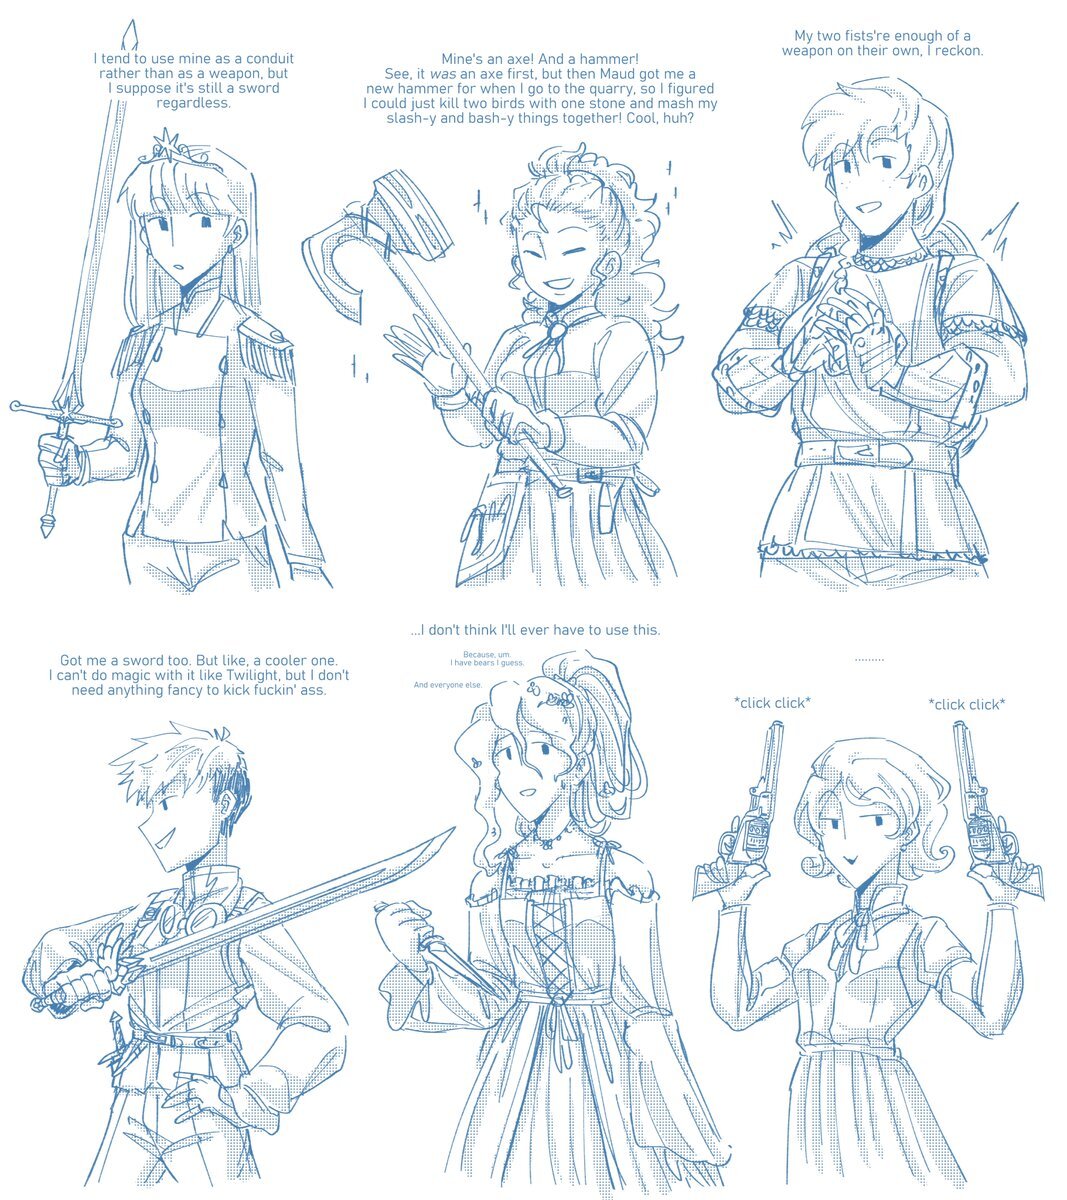 I tend to use mine as a conduit
rather than as a weapon, but
I suppose it's still a sword
regardless.
Mine's an axe! And a hammer!
See, it was an axe first, but then Maud got me a
new hammer for when I go to the quarry, so I figured
I could just kill two birds with one stone and mash my
slash-y and bash-y things together! Cool, huh?
My two fists're enough of a
weapon on their own, I reckon.
Got me a sword too. But like, a cooler one.
I can't do magic with it like Twilight, but I don't
need anything fancy to kick fuckin' ass.
...I don't think I'll ever have to use this.
Because, um.
I have bears I guess.
And everyone else.
.........
*click click*
*click click*